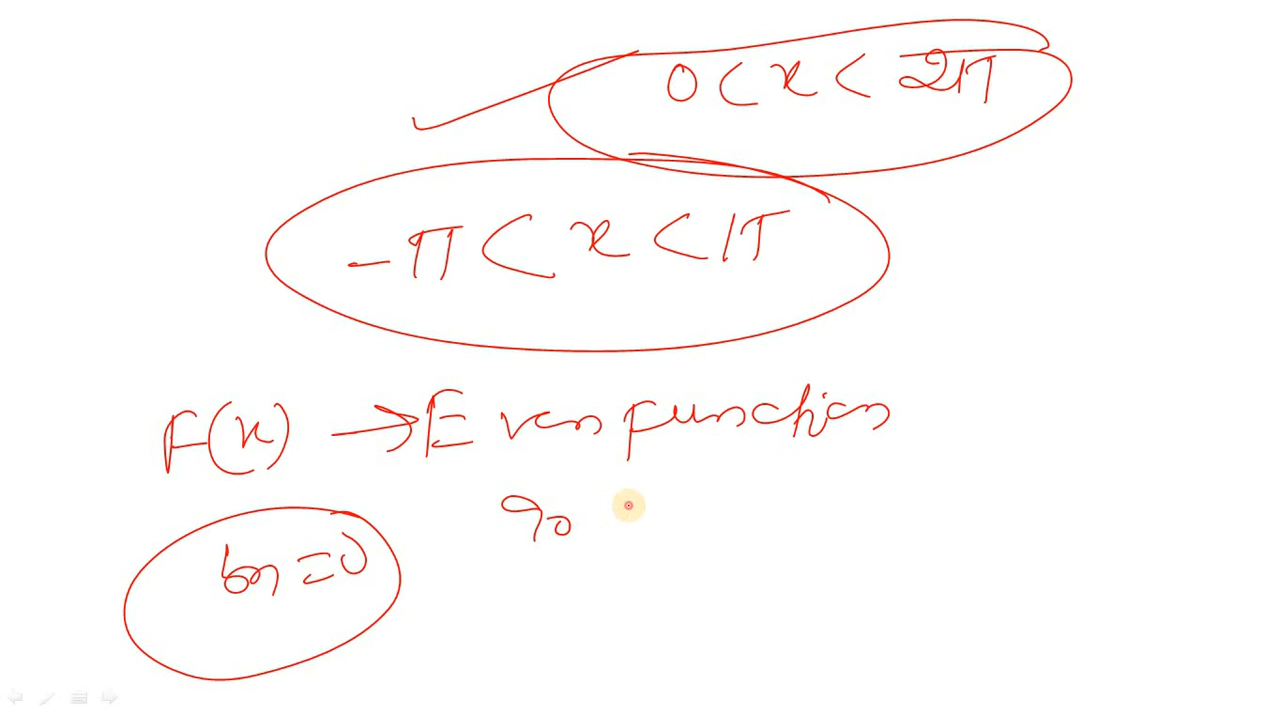 0 < x < 2π
-π < x < π
F(x) → Even function
bn = 0
a0